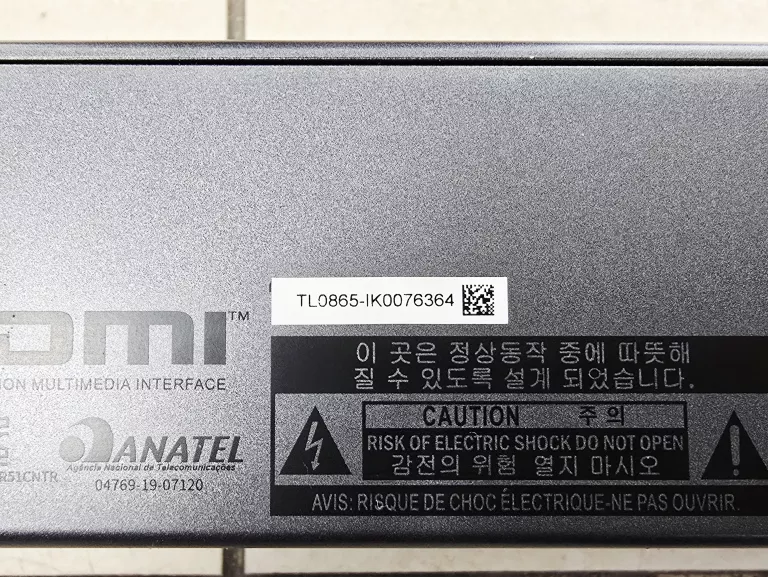 TL0865-IK0076364
DMI™
ION MULTIMEDIA INTERFACE
이 곳은 정상동작 중에 따뜻해
질 수 있도록 설계 되었습니다.
R51CNTR
ANATEL
Agência Nacional de Telecomunicações
04769-19-07120
CAUTION 주 의
RISK OF ELECTRIC SHOCK DO NOT OPEN
감전의 위험 열지 마시오
AVIS: RISQUE DE CHOC ÉLECTRIQUE-NE PAS OUVRIR.